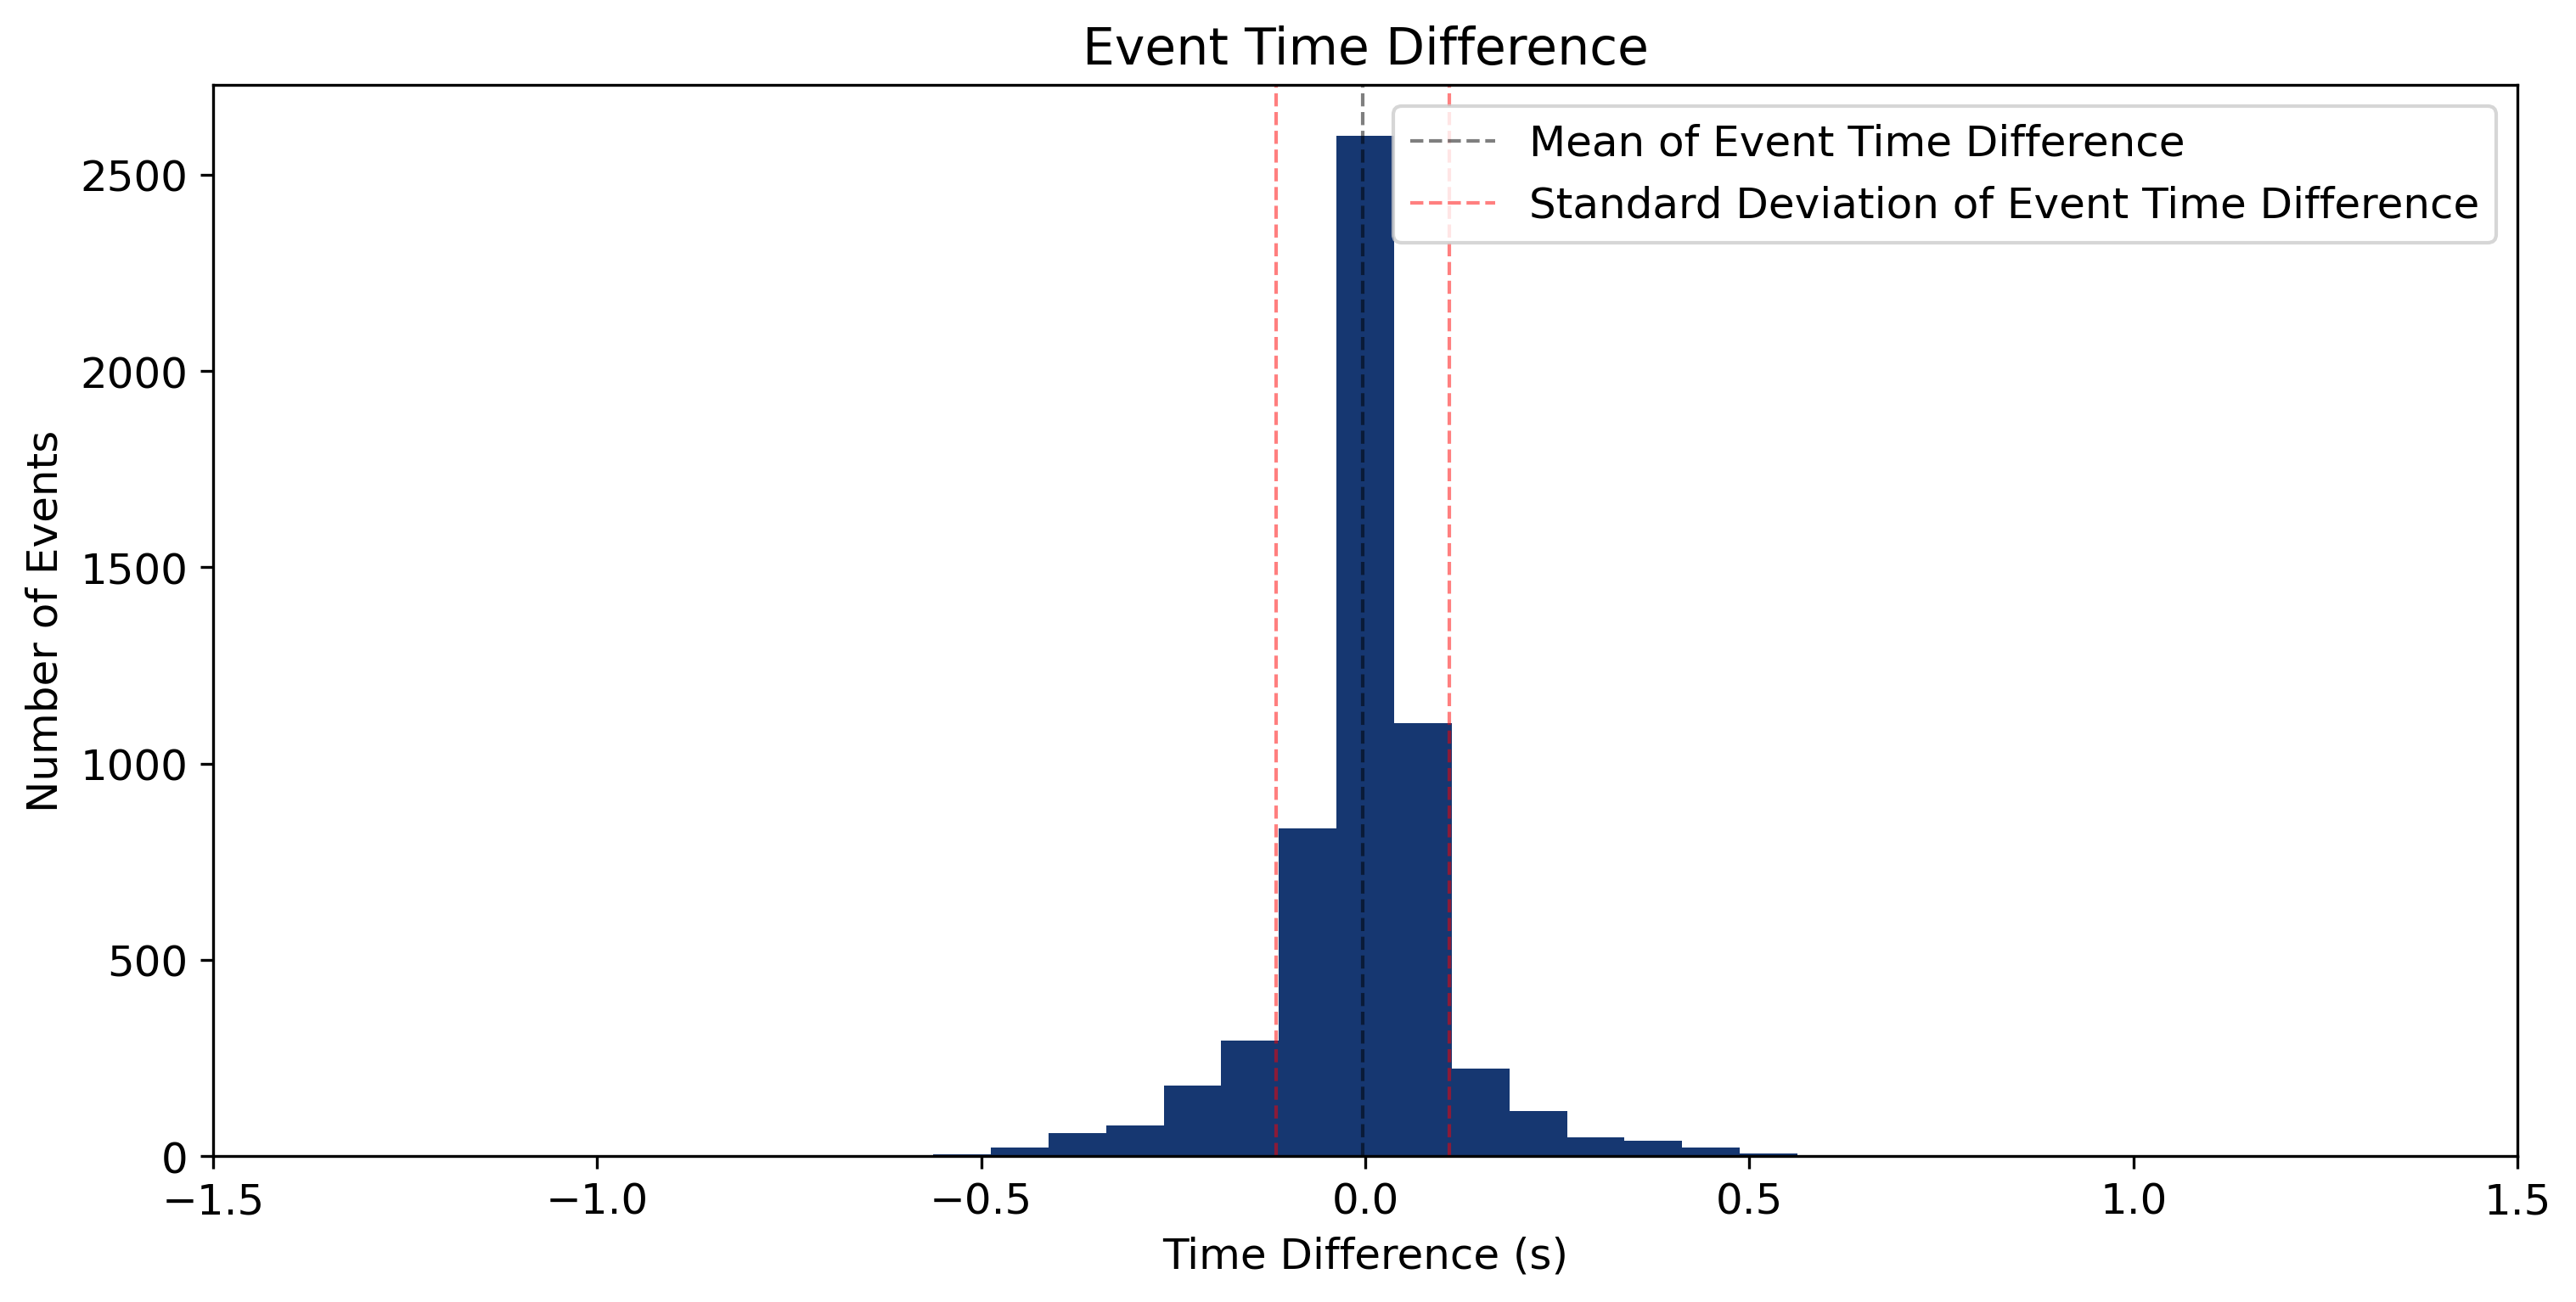 Event Time Difference
Mean of Event Time Difference
Standard Deviation of Event Time Difference
Number of Events
2500
2000
1500
1000
500
0
−1.5
−1.0
−0.5
0.0
0.5
1.0
1.5
Time Difference (s)